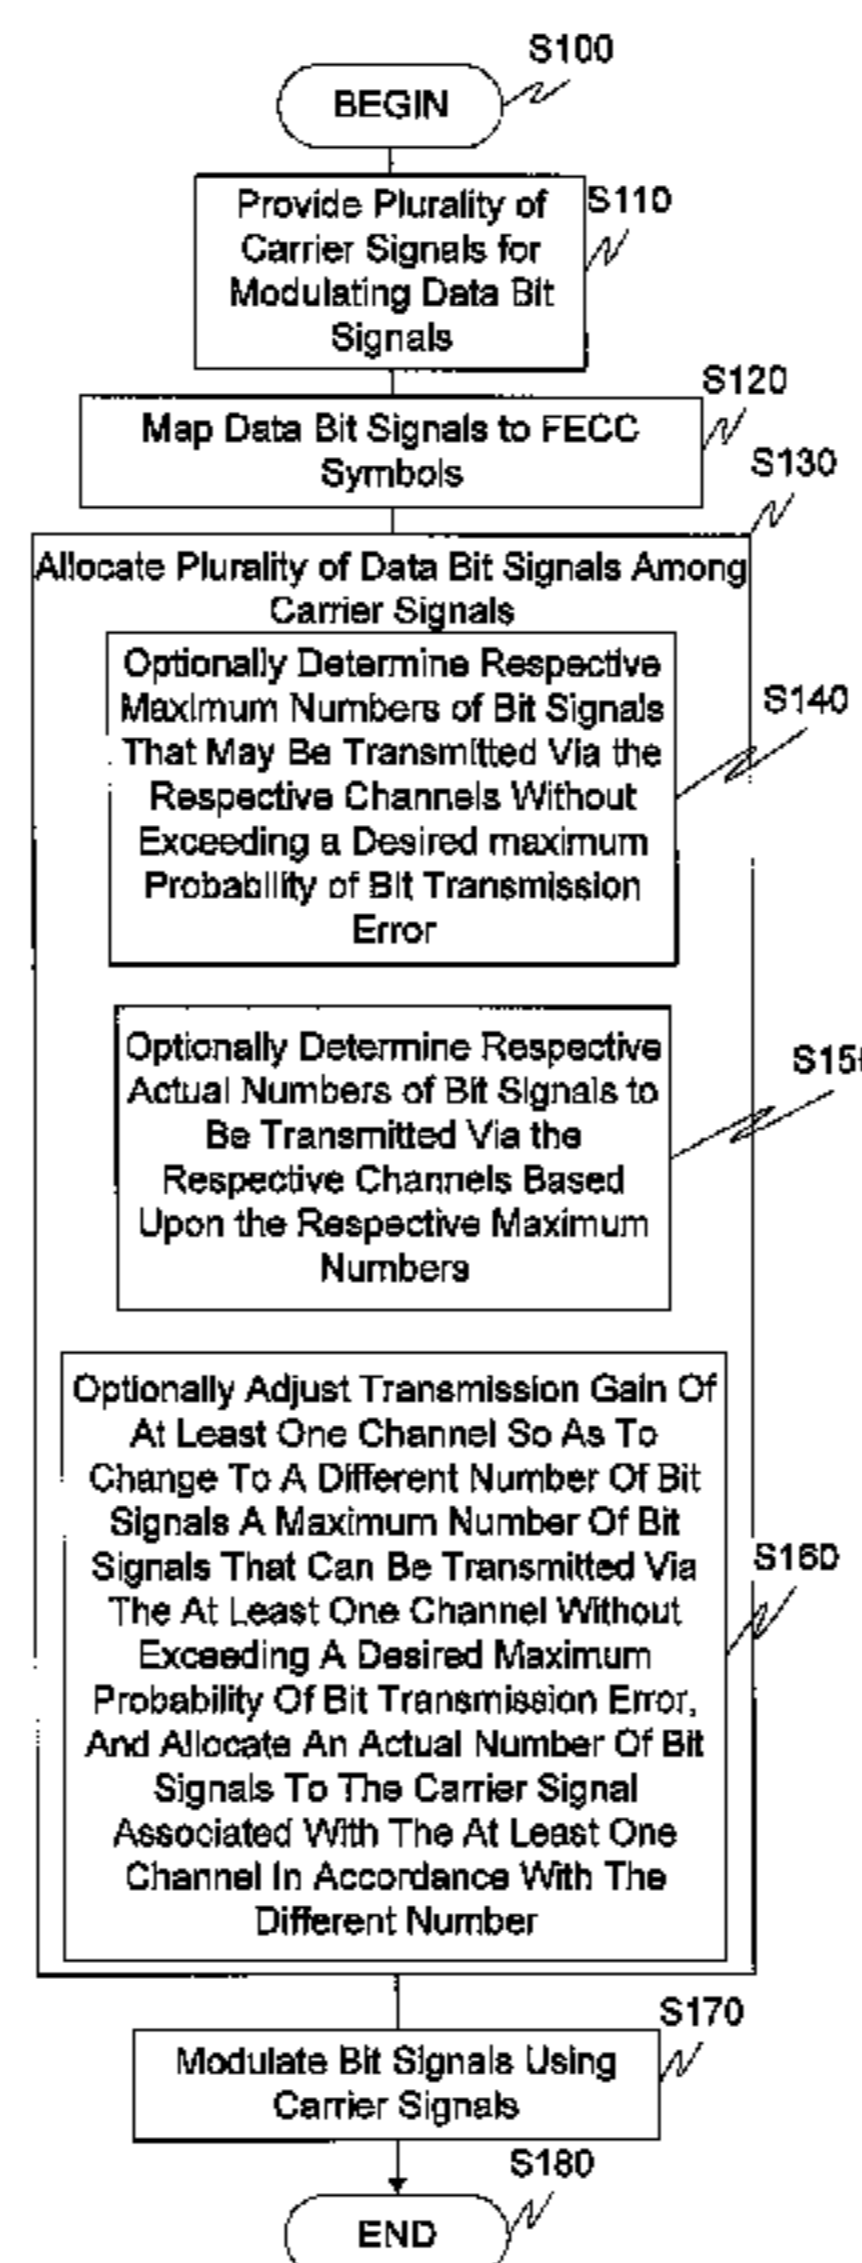 S100
BEGIN
S110
Provide Plurality of
Carrier Signals for
Modulating Data Bit
Signals
S120
Map Data Bit Signals to FECC
Symbols
S130
Allocate Plurality of Data Bit Signals Among
Carrier Signals
Optionally Determine Respective
Maximum Numbers of Bit Signals
That May Be Transmitted Via the
Respective Channels Without
Exceeding a Desired maximum
Probability of Bit Transmission
Error
S140
Optionally Determine Respective
Actual Numbers of Bit Signals to
Be Transmitted Via the
Respective Channels Based
Upon the Respective Maximum
Numbers
Optionally Adjust Transmission Gain Of
At Least One Channel So As To
Change To A Different Number Of Bit
Signals A Maximum Number Of Bit
Signals That Can Be Transmitted Via
The At Least One Channel Without
Exceeding A Desired Maximum
Probability Of Bit Transmission Error,
And Allocate An Actual Number Of Bit
Signals To The Carrier Signal
Associated With The At Least One
Channel In Accordance With The
Different Number
S160
S170
Modulate Bit Signals Using
Carrier Signals
S180
END